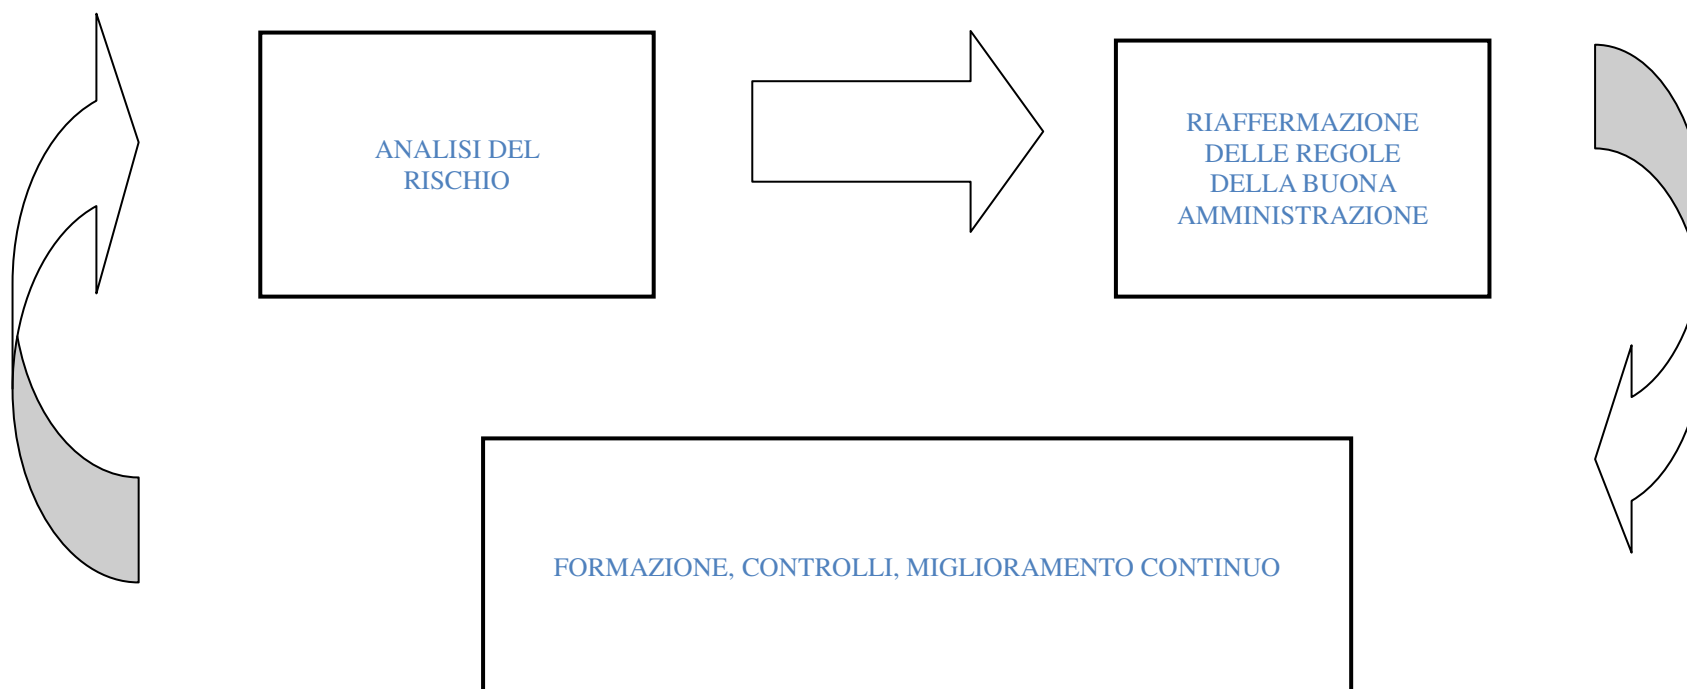 ANALISI DEL
RISCHIO
RIAFFERMAZIONE
DELLE REGOLE
DELLA BUONA
AMMINISTRAZIONE
FORMAZIONE, CONTROLLI, MIGLIORAMENTO CONTINUO